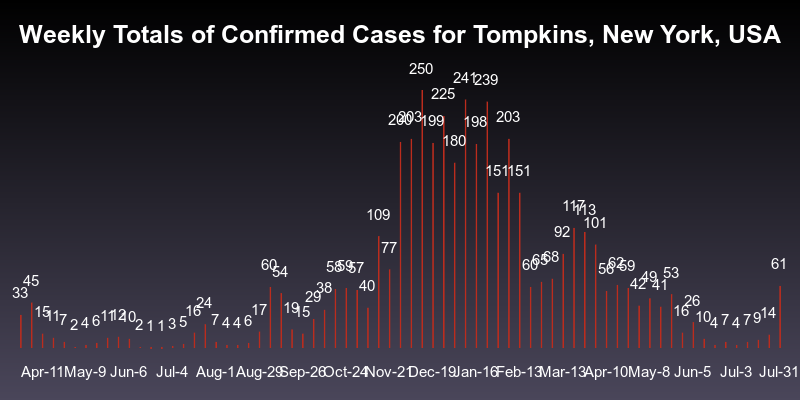 Weekly Totals of Confirmed Cases for Tompkins, New York, USA
33 45 15 11 7 2 4 6 11 12 10 2 1 1 3 5 16 24 7 4 4 6 17 60 54 19 15 29 38 58 59 57 40 109 77 200 203 250 199 225 180 241 198 239 151 203 151 60 65 68 92 117 113 101 56 62 59 42 49 41 53 16 26 10 4 7 4 7 9 14 61
Apr-11 May-9 Jun-6 Jul-4 Aug-1 Aug-29 Sep-26 Oct-24 Nov-21 Dec-19 Jan-16 Feb-13 Mar-13 Apr-10 May-8 Jun-5 Jul-3 Jul-31